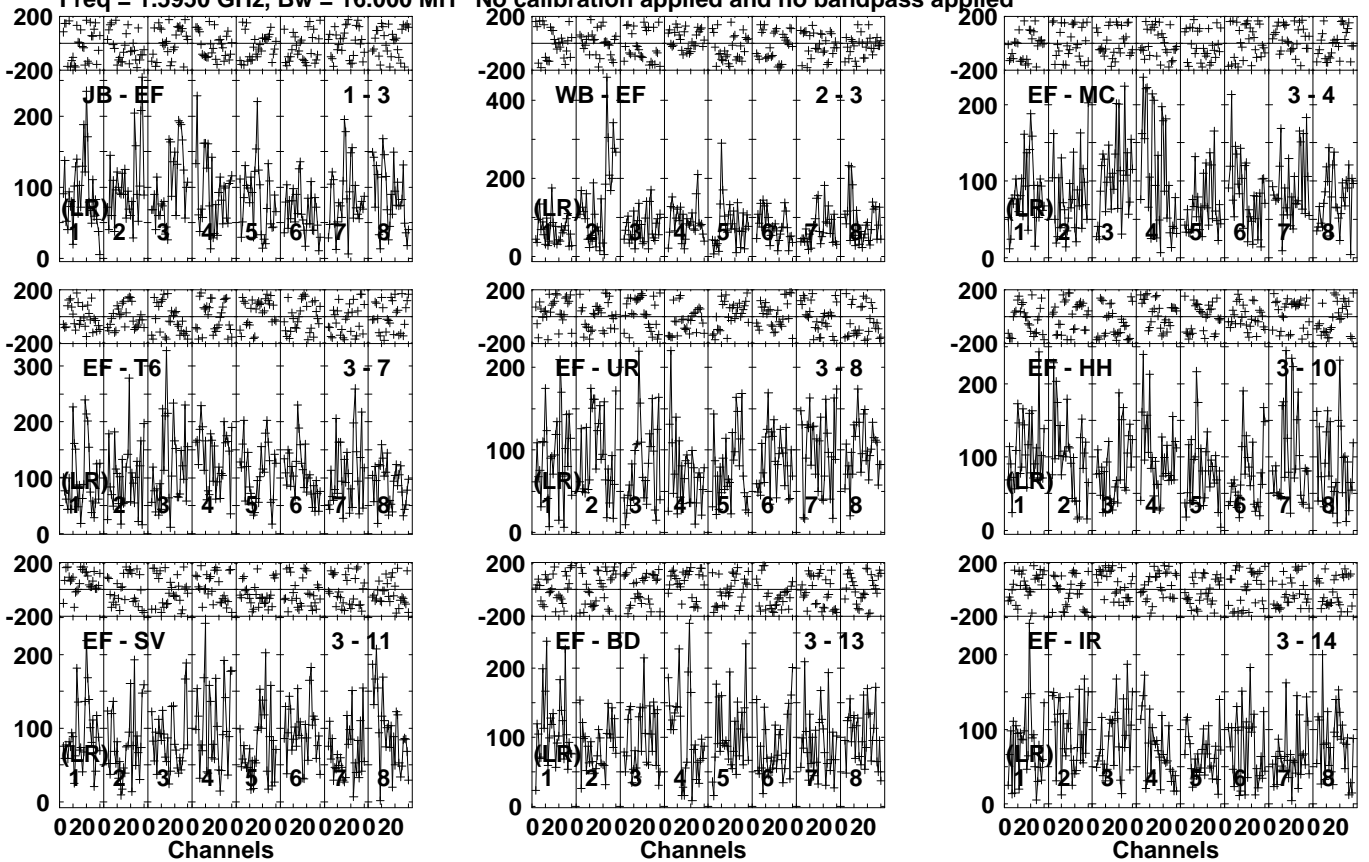 Freq = 1.5950 GHz, Bw = 16.000 MH No calibration applied and no bandpass applied
200
-200
200
100
0
JB - EF 1 - 3
(LR)
1 2 3 4 5 6 7 8
200
-200
400
200
0
WB - EF 2 - 3
(LR)
1 2 3 4 5 6 7 8
200
-200
200
100
0
EF - MC 3 - 4
(LR)
1 2 3 4 5 6 7 8
200
-200
300
200
100
0
EF - T6 3 - 7
(LR)
1 2 3 4 5 6 7 8
200
-200
200
100
0
EF - UR 3 - 8
(LR)
1 2 3 4 5 6 7 8
200
-200
200
100
0
EF - HH 3 - 10
(LR)
1 2 3 4 5 6 7 8
200
-200
200
100
0
EF - SV 3 - 11
(LR)
1 2 3 4 5 6 7 8
200
-200
200
100
0
EF - BD 3 - 13
(LR)
1 2 3 4 5 6 7 8
200
-200
200
100
0
EF - IR 3 - 14
(LR)
1 2 3 4 5 6 7 8
0 20 0 20 0 20 0 20 0 20 0 20 0 20 0 20
Channels
0 20 0 20 0 20 0 20 0 20 0 20 0 20 0 20
Channels
0 20 0 20 0 20 0 20 0 20 0 20 0 20 0 20
Channels